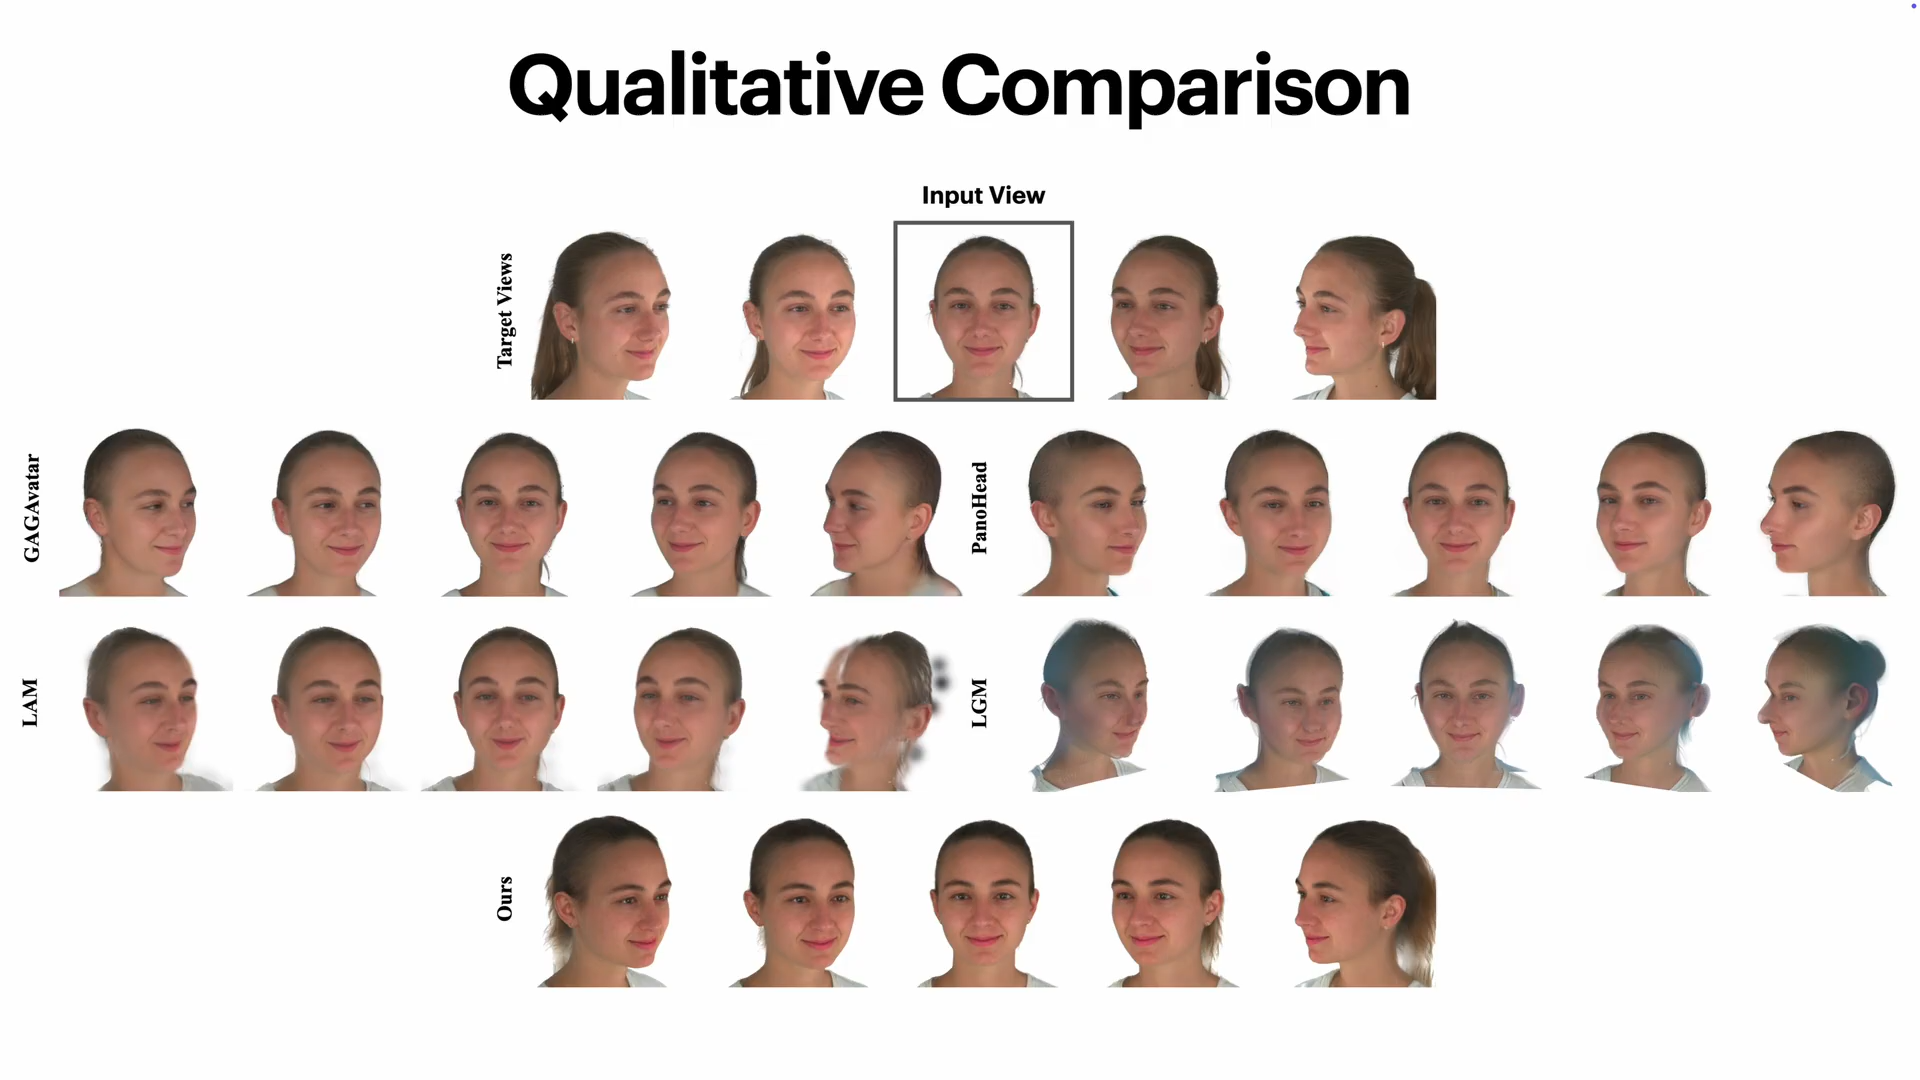 Qualitative Comparison
Input View
Target Views
GAGAvatar
PanoHead
LAM
LGM
Ours